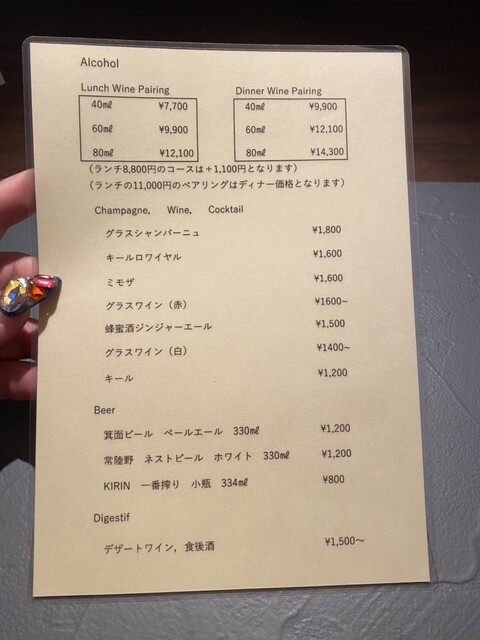 Alcohol
Lunch Wine Pairing
40㎖ ¥7,700
60㎖ ¥9,900
80㎖ ¥12,100
Dinner Wine Pairing
40㎖ ¥9,900
60㎖ ¥12,100
80㎖ ¥14,300
（ランチ8,800円のコースは＋1,100円となります）
（ランチの11,000円のペアリングはディナー価格となります）
Champagne, Wine, Cocktail
グラスシャンパーニュ ¥1,800
キールロワイヤル ¥1,600
ミモザ ¥1,600
グラスワイン（赤） ¥1600~
蜂蜜酒ジンジャーエール ¥1,500
グラスワイン（白） ¥1400~
キール ¥1,200
Beer
箕面ビール ペールエール 330㎖ ¥1,200
常陸野 ネストビール ホワイト 330㎖ ¥1,200
KIRIN 一番搾り 小瓶 334㎖ ¥800
Digestif
デザートワイン, 食後酒 ¥1,500～